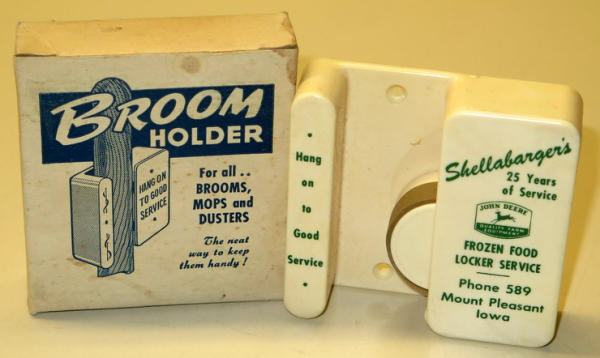 BROOM
HOLDER
For all..
BROOMS,
MOPS and
DUSTERS
The neat
way to keep
them handy!
HANG ON
TO GOOD
SERVICE
• Hang
on
to
Good
Service •
Shellabarger's
25 Years
of Service
JOHN DEERE
QUALITY FARM
EQUIPMENT
FROZEN FOOD
LOCKER SERVICE
Phone 589
Mount Pleasant
Iowa